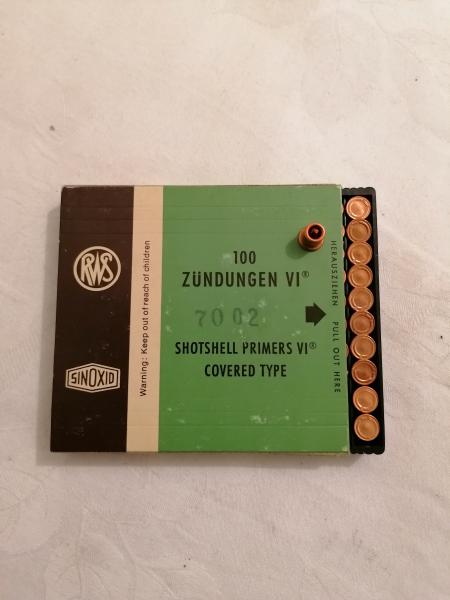 RWS
SINOXID
Warning: Keep out of reach of children
100
ZÜNDUNGEN VI®
7002
SHOTSHELL PRIMERS VI®
COVERED TYPE
HERAUSZIEHEN PULL OUT HERE